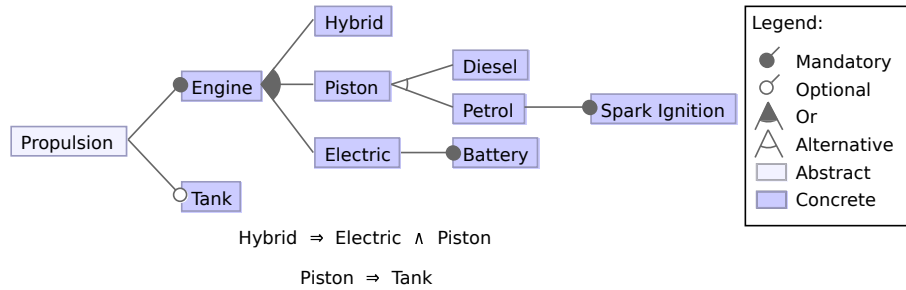 Hybrid
Engine
Piston
Diesel
Petrol
Spark Ignition
Propulsion
Electric
Battery
Tank
Hybrid ⇒ Electric ∧ Piston
Piston ⇒ Tank
Legend:
Mandatory
Optional
Or
Alternative
Abstract
Concrete